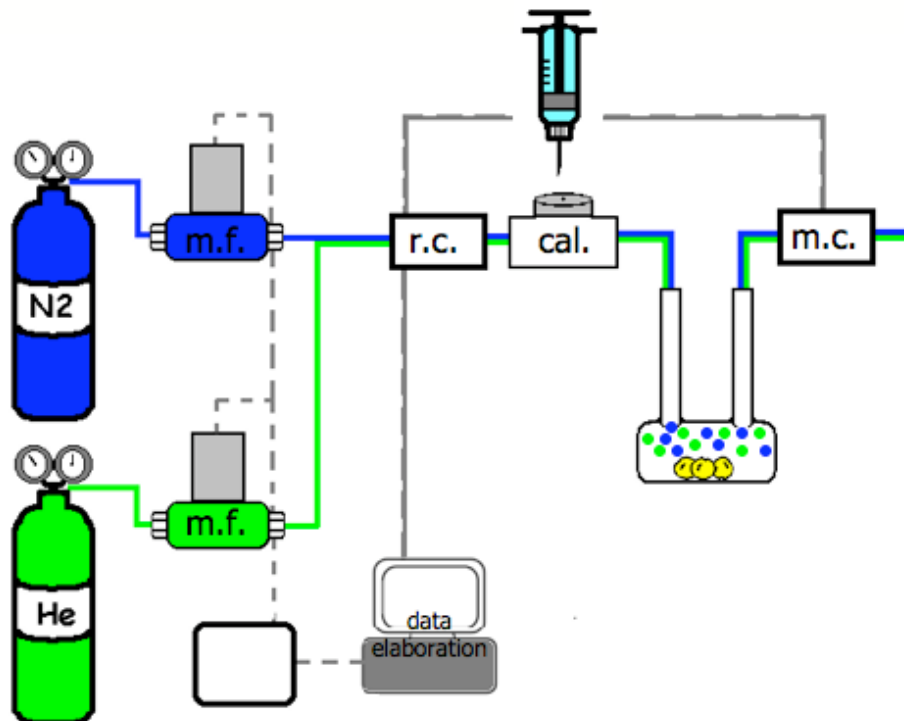 m.f.
N2
r.c.
cal.
m.c.
m.f.
He
data
elaboration